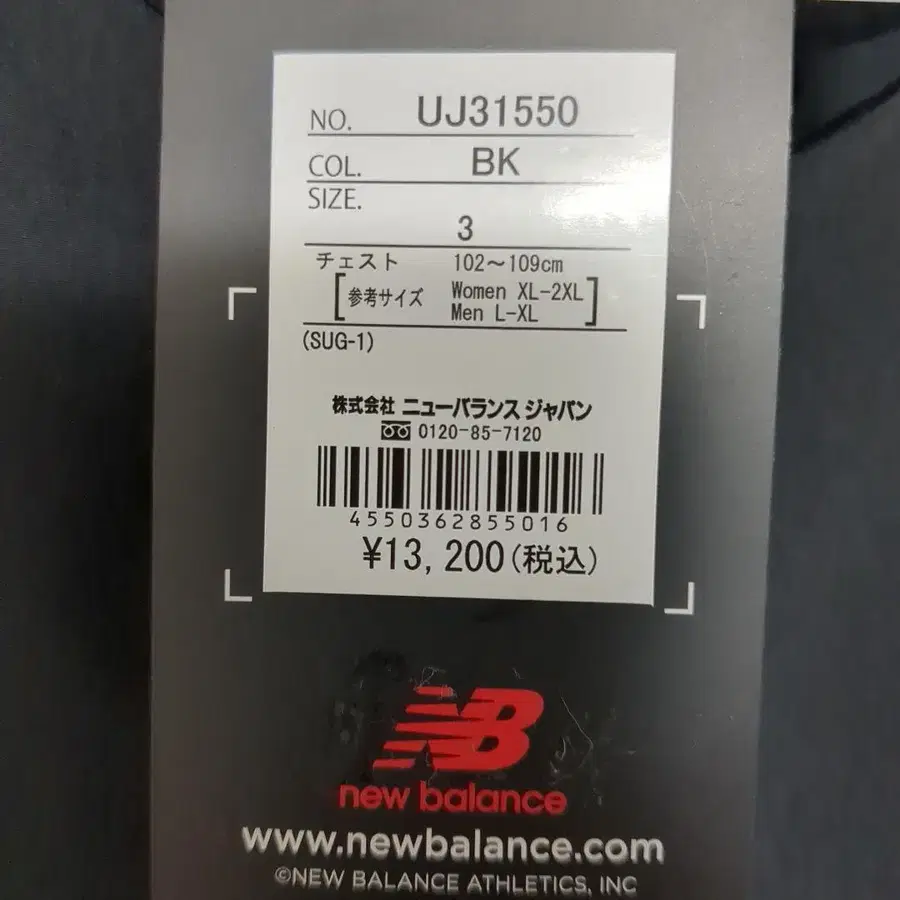 NO. UJ31550
COL. BK
SIZE.
3
チェスト 102～109cm
[参考サイズ Women XL-2XL
Men L-XL]
(SUG-1)
株式会社 ニューバランス ジャパン
0120-85-7120
4550362855016
¥13,200(税込)
NB
new balance
www.newbalance.com
©NEW BALANCE ATHLETICS, INC